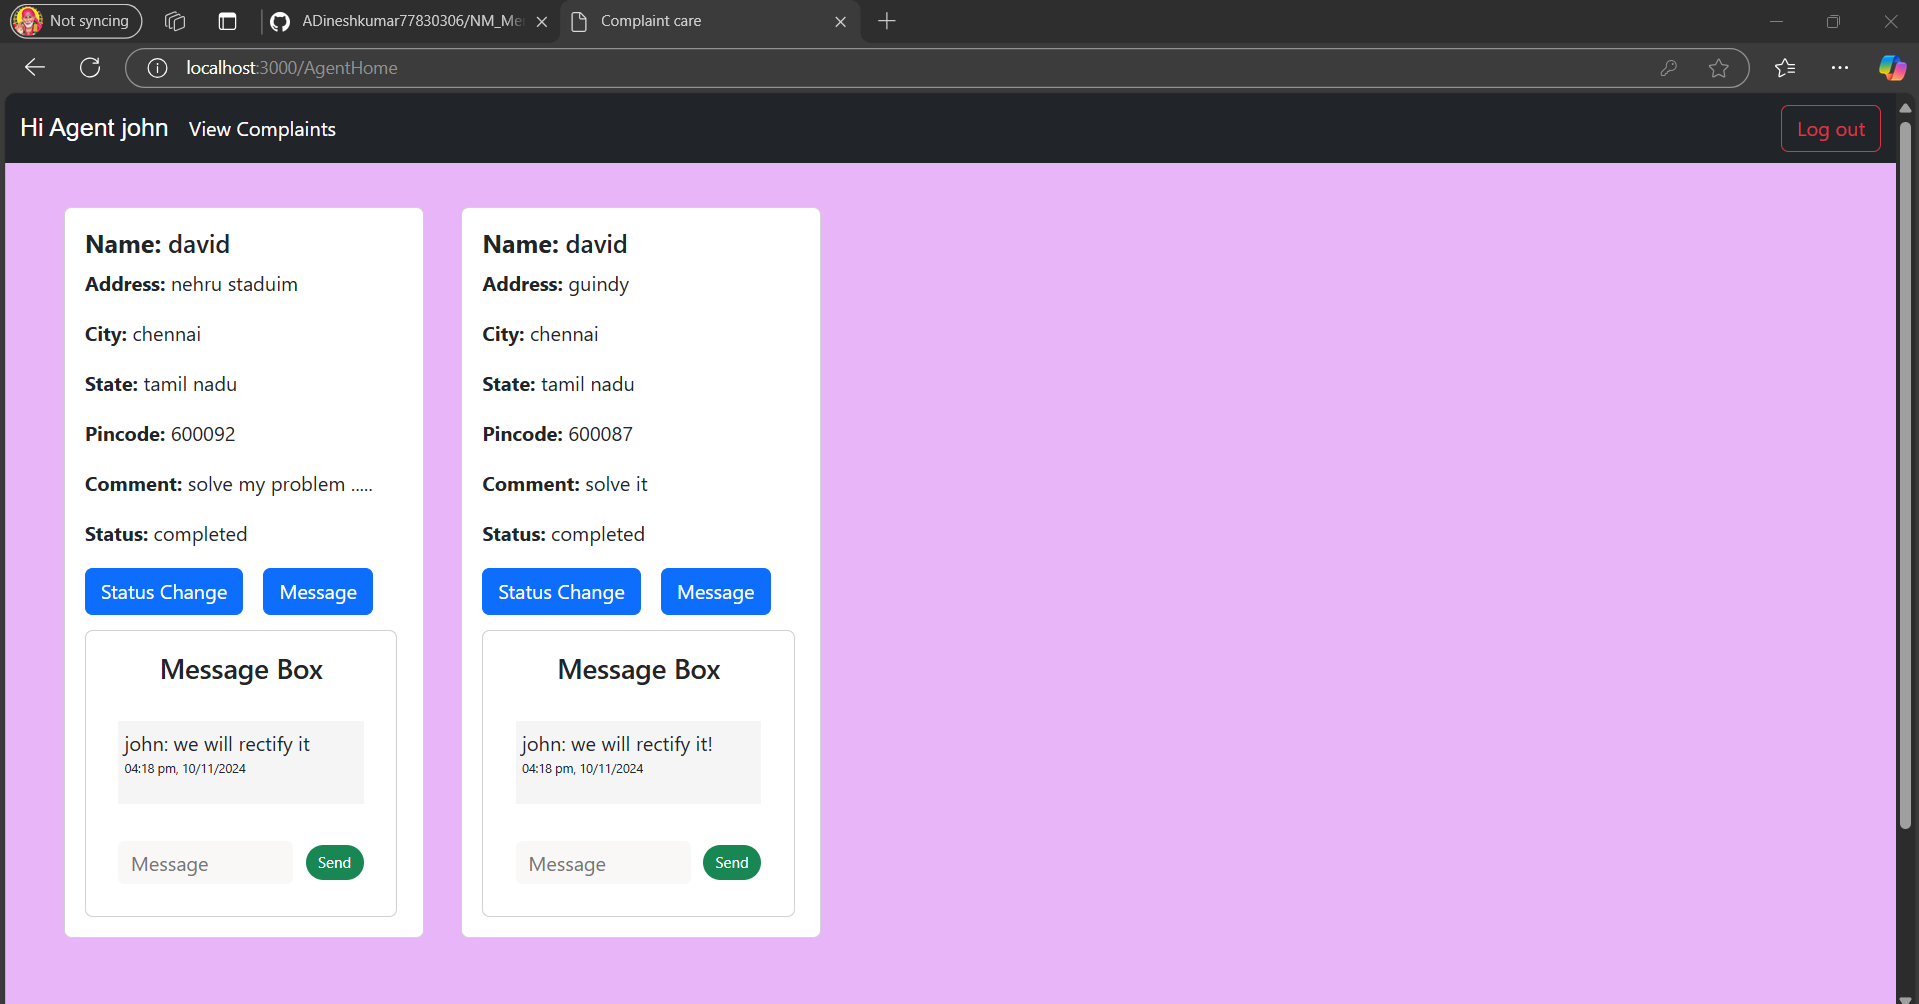 Not syncing
ADineshkumar77830306/NM_Me
Complaint care
localhost:3000/AgentHome
Hi Agent john
View Complaints
Log out
Name: david
Address: nehru staduim
City: chennai
State: tamil nadu
Pincode: 600092
Comment: solve my problem .....
Status: completed
Status Change
Message
Message Box
john: we will rectify it
04:18 pm, 10/11/2024
Message
Send
Name: david
Address: guindy
City: chennai
State: tamil nadu
Pincode: 600087
Comment: solve it
Status: completed
Status Change
Message
Message Box
john: we will rectify it!
04:18 pm, 10/11/2024
Message
Send